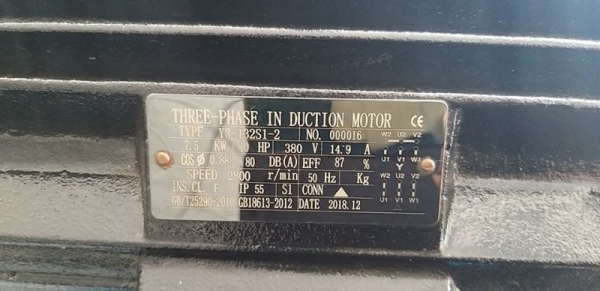 THREE-PHASE IN DUCTION MOTOR CE
TYPE Y3-132S1-2 NO. 000016 W2 U2 V2
7.5 KW 10 HP 380 V 14.9 A
COS Ø 0.88 80 DB(A) EFF 87 % U1 V1 W1
SPEED 2800 r/min 50 Hz Kg W2 U2 V2
INS.CL. F IP 55 S1 CONN △
GB/T25290-2010 GB18613-2012 DATE 2018.12 U1 V1 W1